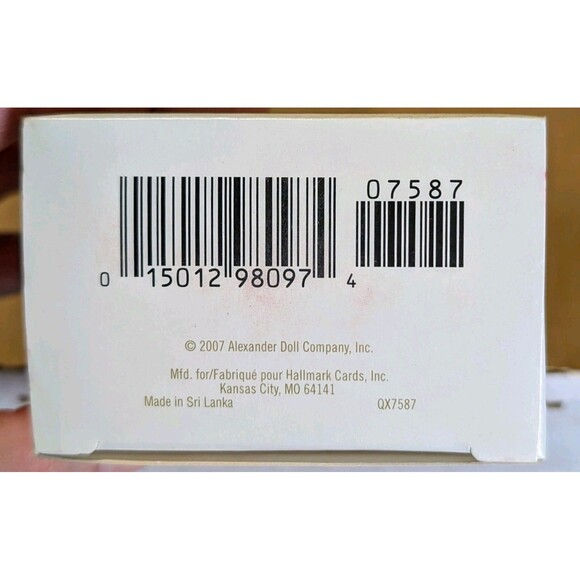 07587
0 15012 98097 4
© 2007 Alexander Doll Company, Inc.
Mfd. for/Fabriqué pour Hallmark Cards, Inc.
Kansas City, MO 64141
Made in Sri Lanka QX7587